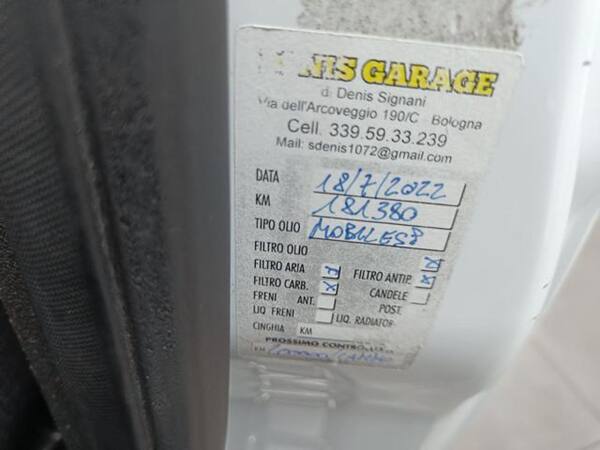 DENIS GARAGE
di Denis Signani
Via dell'Arcoveggio 190/C Bologna
Cell. 339.59.33.239
Mail: sdenis1072@gmail.com
DATA 18/7/2022
KM 181380
TIPO OLIO
FILTRO OLIO X
FILTRO ARIA FILTRO ANTIP. X
FILTRO CARB. X CANDELE
FRENI ANT. POST.
LIQ FRENI LIQ. RADIATOR
CINGHIA KM
PROSSIMO CONTROLLO
KM